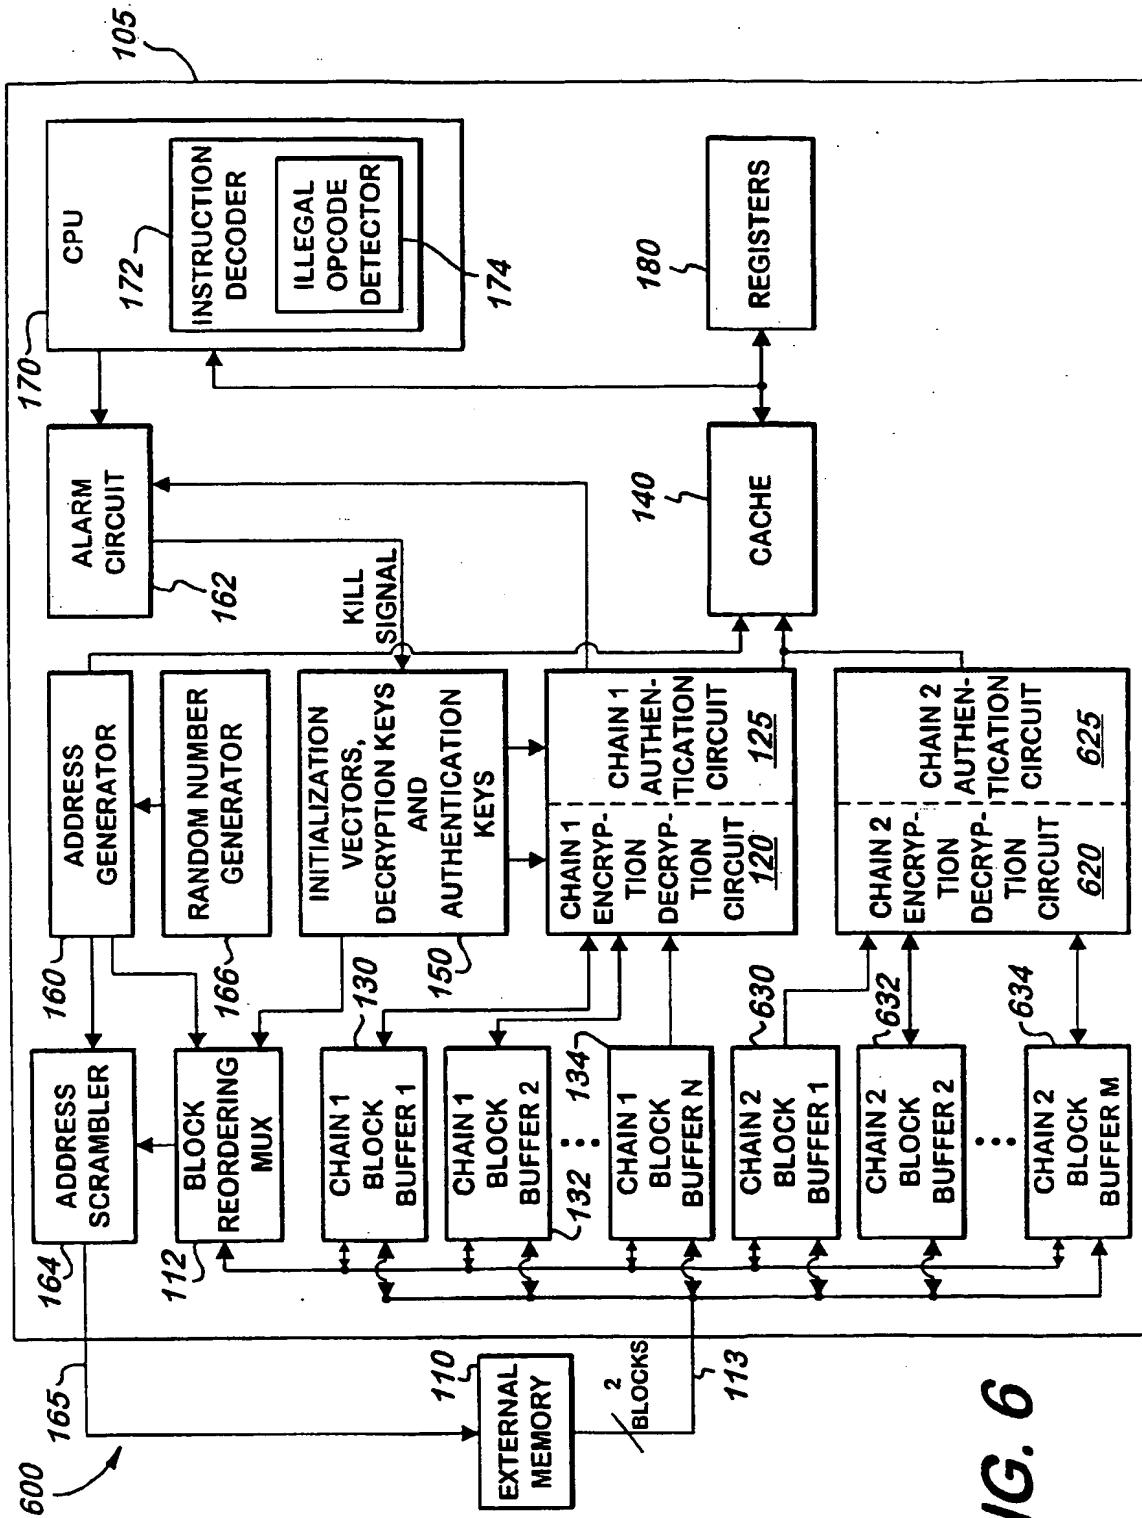 600
165
164
ADDRESS
SCRAMBLER
160
ADDRESS
GENERATOR
162
ALARM
CIRCUIT
170
CPU
172
INSTRUCTION
DECODER
ILLEGAL
OPCODE
DETECTOR
174
105
112
BLOCK
REORDERING
MUX
166
RANDOM NUMBER
GENERATOR
KILL
SIGNAL
INITIALIZATION
VECTORS,
DECRYPTION KEYS
AND
AUTHENTICATION
KEYS
150
130
CHAIN 1
BLOCK
BUFFER 1
CHAIN 1
BLOCK
BUFFER 2
132
134
CHAIN 1
BLOCK
BUFFER N
110
EXTERNAL
MEMORY
2
BLOCKS
113
CHAIN 1
ENCRYP-
TION
DECRYP-
TION
CIRCUIT
120
CHAIN 1
AUTHEN-
TICATION
CIRCUIT
125
140
CACHE
180
REGISTERS
630
CHAIN 2
BLOCK
BUFFER 1
632
CHAIN 2
BLOCK
BUFFER 2
634
CHAIN 2
BLOCK
BUFFER M
CHAIN 2
ENCRYP-
TION
DECRYP-
TION
CIRCUIT
620
CHAIN 2
AUTHEN-
TICATION
CIRCUIT
625
IG. 6